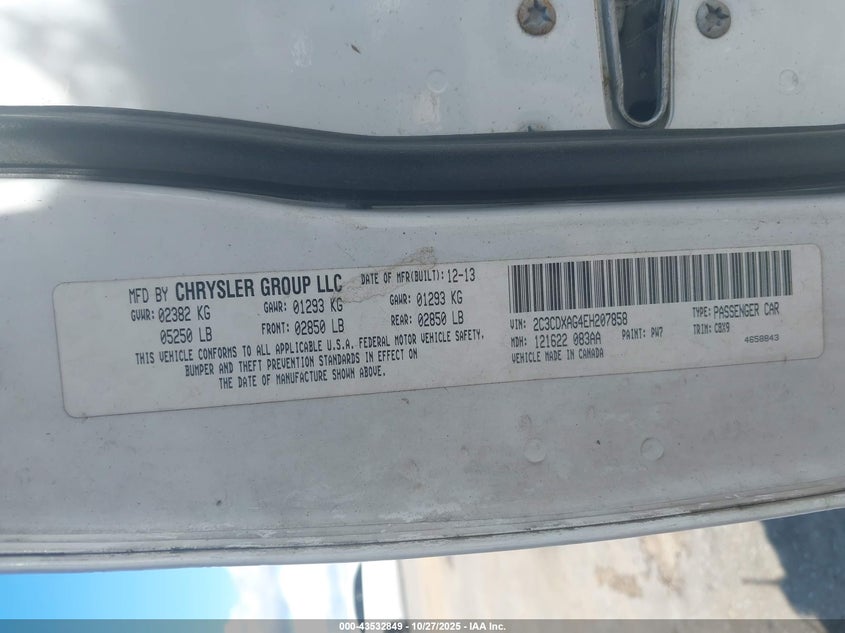 MFD BY CHRYSLER GROUP LLC DATE OF MFR(BUILT): 12-13
GVWR: 02382 KG GAWR: 01293 KG GAWR: 01293 KG
05250 LB FRONT: 02850 LB REAR: 02850 LB
THIS VEHICLE CONFORMS TO ALL APPLICABLE U.S.A. FEDERAL MOTOR VEHICLE SAFETY,
BUMPER AND THEFT PREVENTION STANDARDS IN EFFECT ON
THE DATE OF MANUFACTURE SHOWN ABOVE.
VIN: 2C3CDXAG4EH207858 TYPE: PASSENGER CAR
MDH: 121622 083AA PAINT: PW7 TRIM: CBX9
VEHICLE MADE IN CANADA 4658843
000-43532849 - 10/27/2025 - IAA Inc.